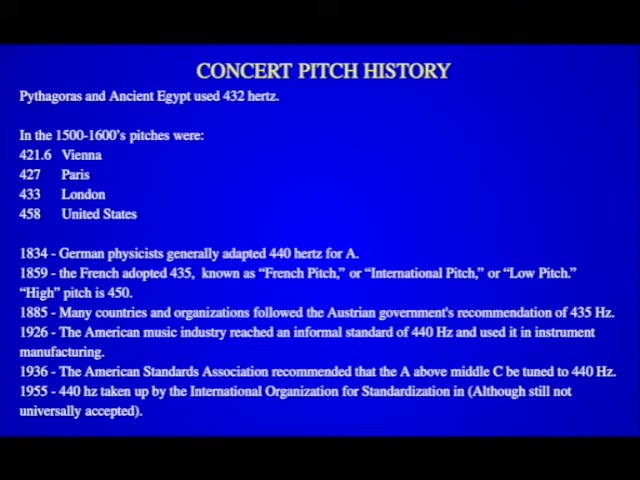 CONCERT PITCH HISTORY
Pythagoras and Ancient Egypt used 432 hertz.
In the 1500-1600's pitches were:
421.6 Vienna
427 Paris
433 London
458 United States
1834 - German physicists generally adapted 440 hertz for A.
1859 - the French adopted 435, known as “French Pitch,” or “International Pitch,” or “Low Pitch.”
“High” pitch is 450.
1885 - Many countries and organizations followed the Austrian government's recommendation of 435 Hz.
1926 - The American music industry reached an informal standard of 440 Hz and used it in instrument
manufacturing.
1936 - The American Standards Association recommended that the A above middle C be tuned to 440 Hz.
1955 - 440 hz taken up by the International Organization for Standardization in (Although still not
universally accepted).